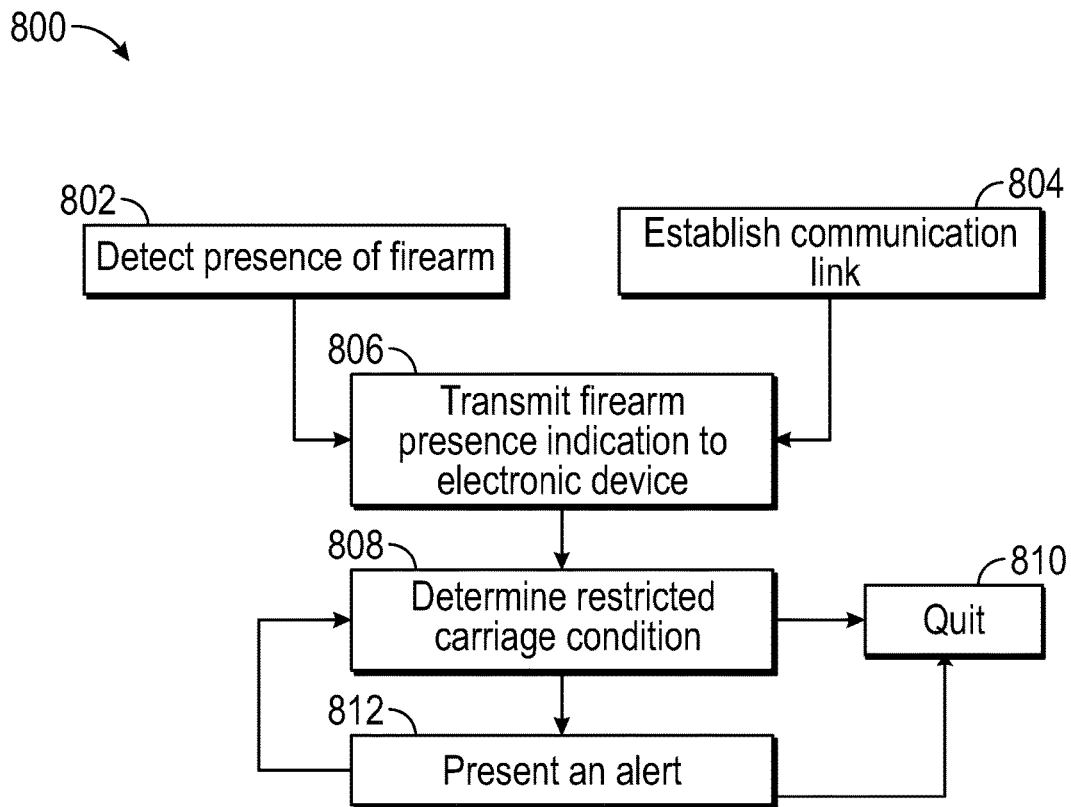 800
802
Detect presence of firearm
804
Establish communication
link
806
Transmit firearm
presence indication to
electronic device
808
Determine restricted
carriage condition
810
Quit
812
Present an alert